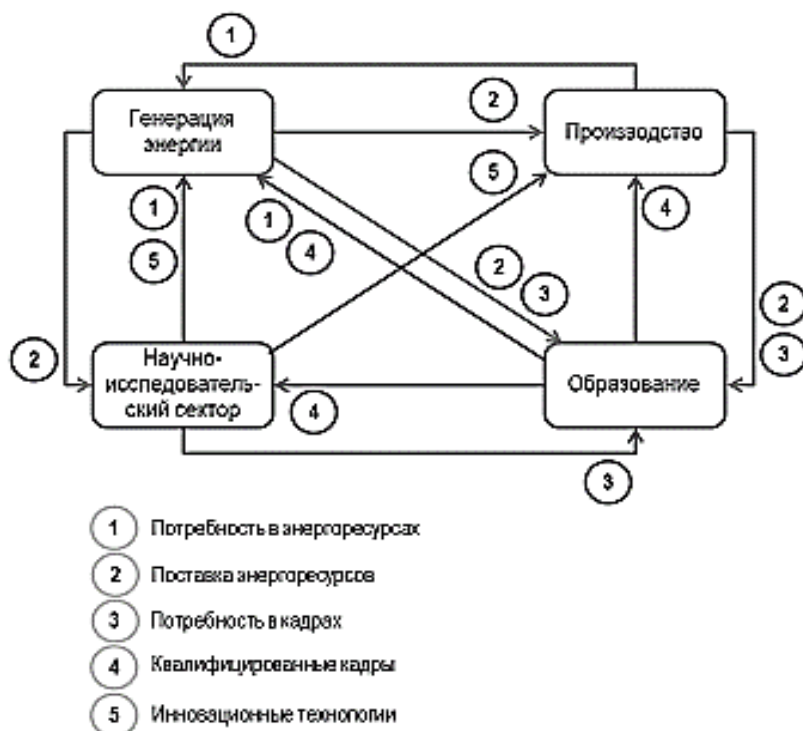 1
Генерация
энергии
2
Производство
5
1
5
1
4
4
2
3
2
3
2
Научно-
исследователь-
ский сектор
4
Образование
3
1 Потребность в энергоресурсах
2 Поставка энергоресурсов
3 Потребность в кадрах
4 Квалифицированные кадры
5 Инновационные технологии